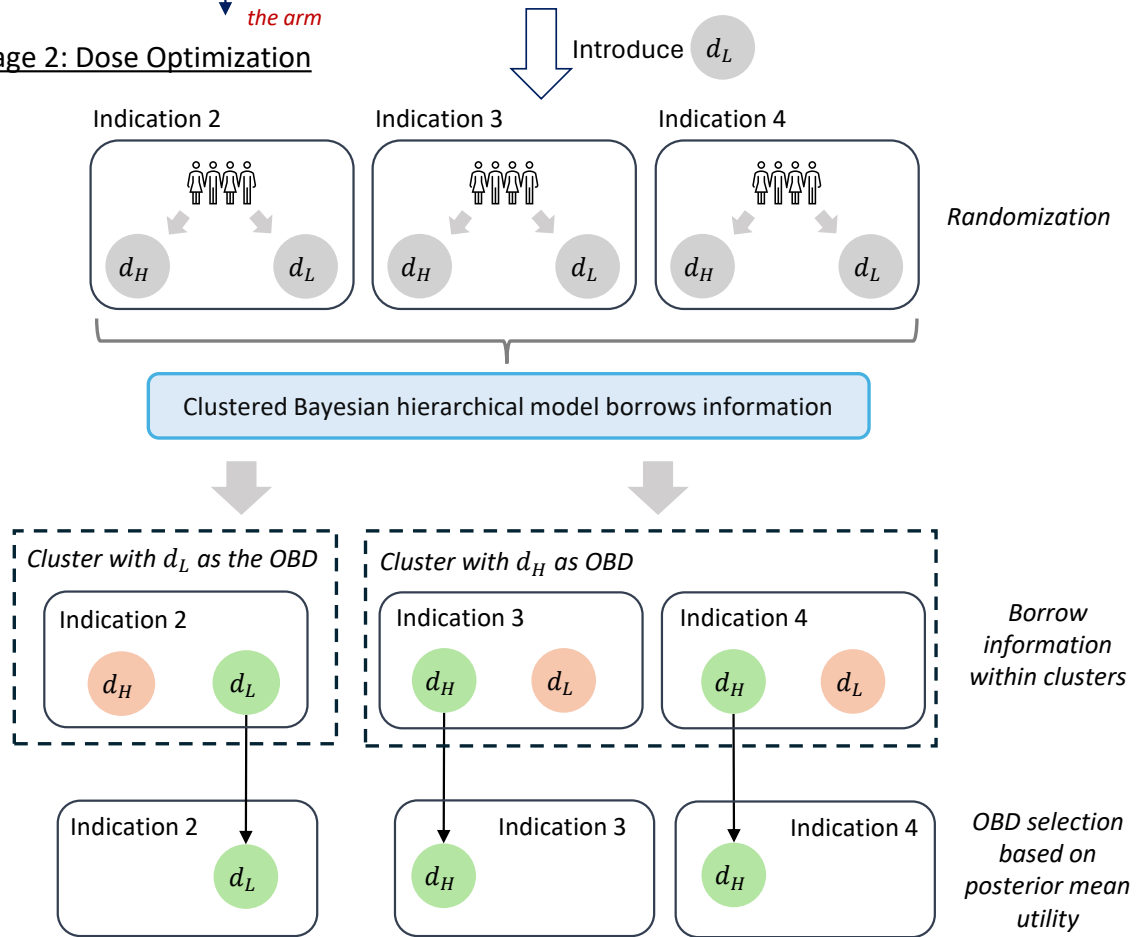 the arm
Introduce d_L
age 2: Dose Optimization
Indication 2
Indication 3
Indication 4
d_H
d_L
d_H
d_L
d_H
d_L
Randomization
Clustered Bayesian hierarchical model borrows information
Cluster with d_L as the OBD
Cluster with d_H as OBD
Indication 2
d_H
d_L
Indication 3
d_H
d_L
Indication 4
d_H
d_L
Borrow
information
within clusters
Indication 2
d_L
Indication 3
d_H
Indication 4
d_H
OBD selection
based on
posterior mean
utility